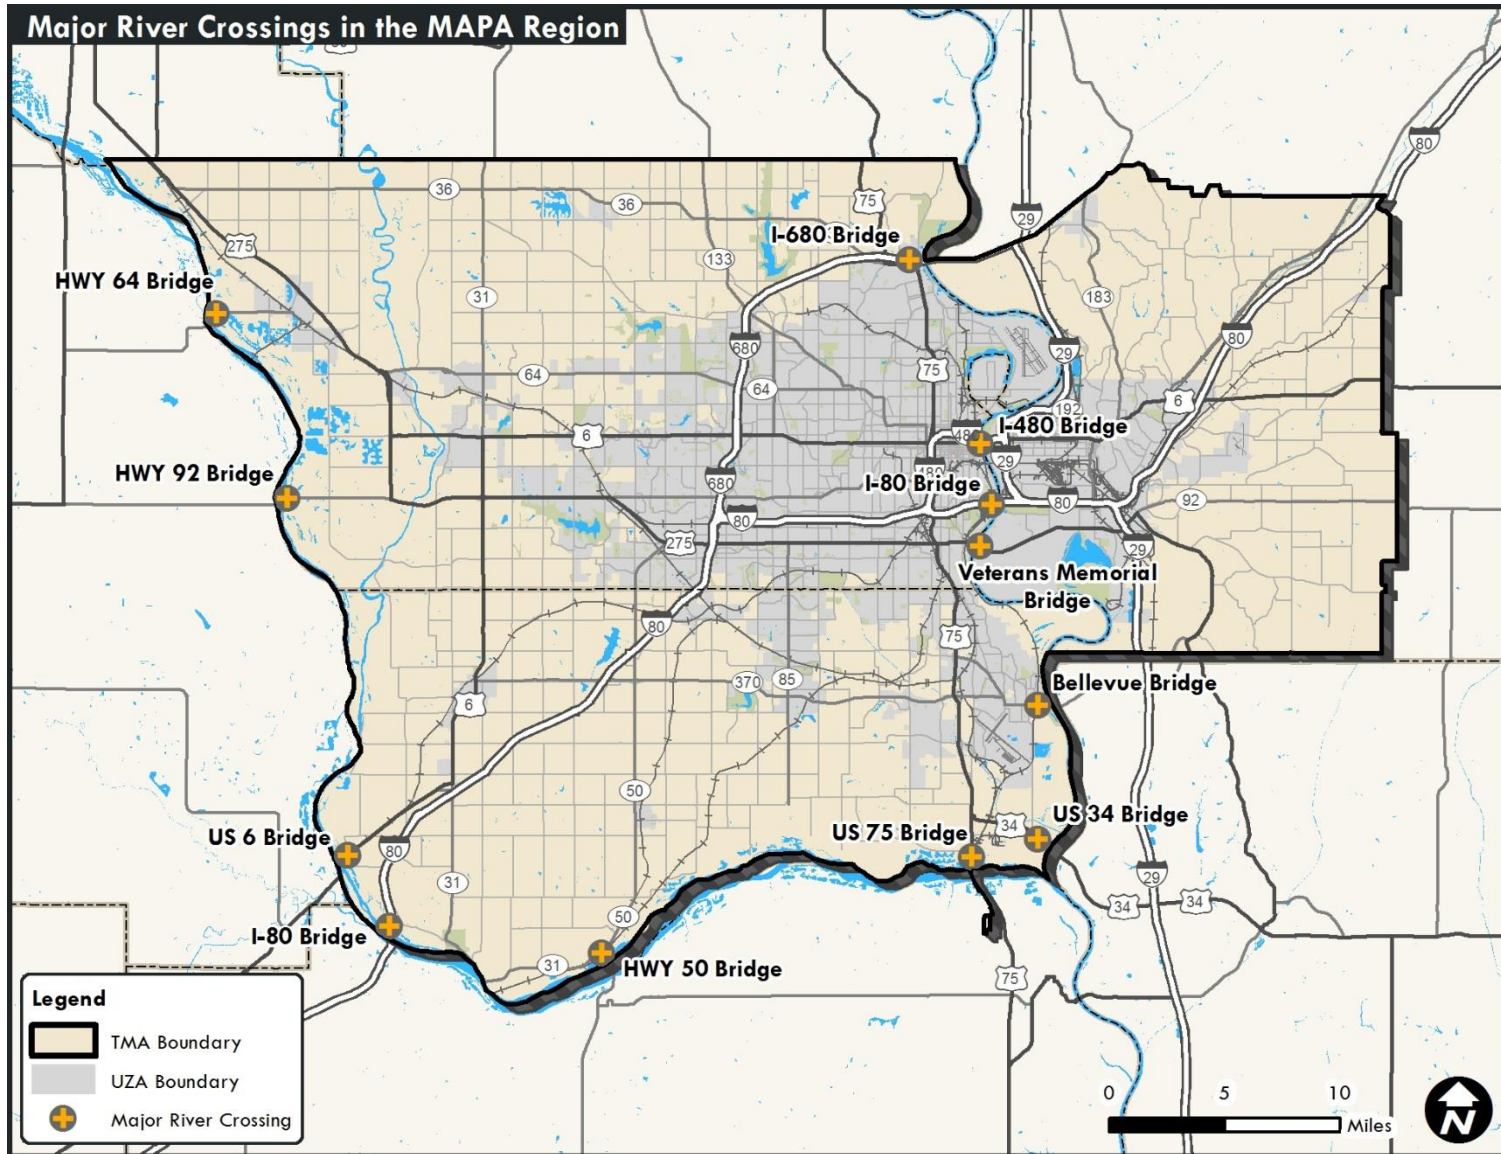 Major River Crossings in the MAPA Region
80
36
75
29
36
275
I-680 Bridge
133
HWY 64 Bridge
31
183
680
29
80
64
75
64
6
192
6
480
I-480 Bridge
HWY 92 Bridge
680
480
29
I-80 Bridge
80
92
80
275
29
Veterans Memorial
Bridge
80
75
370
85
Bellevue Bridge
6
50
US 6 Bridge
80
US 75 Bridge
34
US 34 Bridge
31
29
34
34
50
I-80 Bridge
31
HWY 50 Bridge
75
Legend
TMA Boundary
UZA Boundary
Major River Crossing
0 5 10
Miles
N